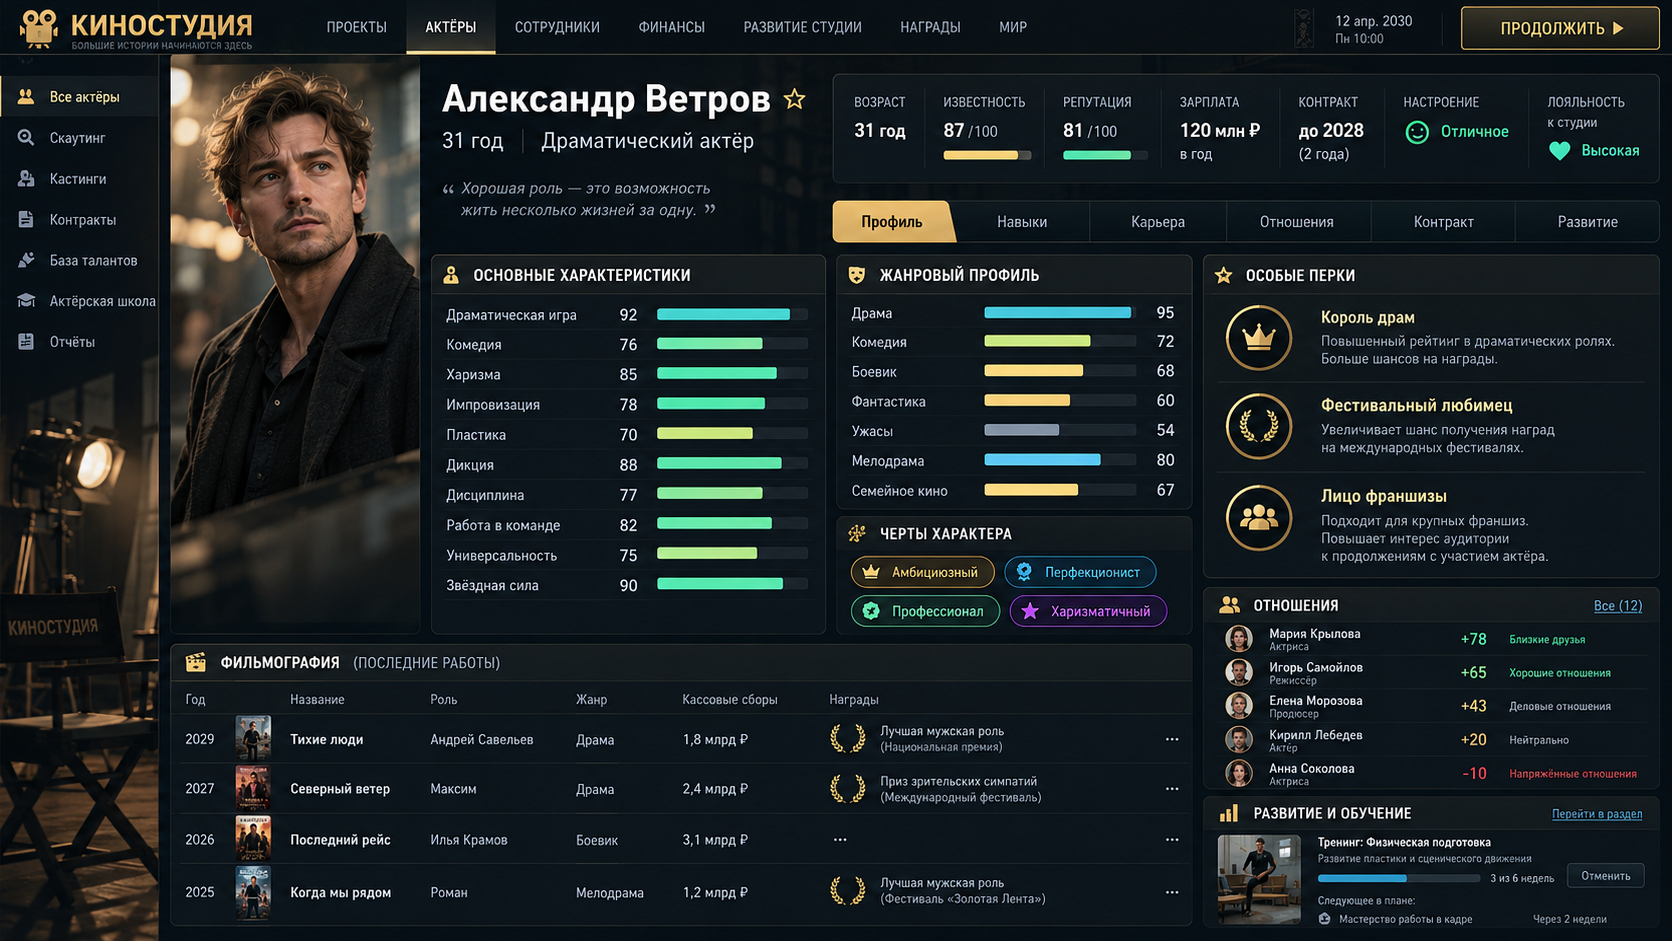 КИНОСТУДИЯ
БОЛЬШИЕ ИСТОРИИ НАЧИНАЮТСЯ ЗДЕСЬ
ПРОЕКТЫ
АКТЁРЫ
СОТРУДНИКИ
ФИНАНСЫ
РАЗВИТИЕ СТУДИИ
НАГРАДЫ
МИР
12 апр. 2030
Пн 10:00
ПРОДОЛЖИТЬ
Все актёры
Скаутинг
Кастинги
Контракты
База талантов
Актёрская школа
Отчёты
КИНОСТУДИЯ
Александр Ветров
31 год
Драматический актёр
“ Хорошая роль — это возможность
жить несколько жизней за одну. ”
ВОЗРАСТ
31 год
ИЗВЕСТНОСТЬ
87 /100
РЕПУТАЦИЯ
81 /100
ЗАРПЛАТА
120 млн ₽
в год
КОНТРАКТ
до 2028
(2 года)
НАСТРОЕНИЕ
Отличное
ЛОЯЛЬНОСТЬ
к студии
Высокая
Профиль
Навыки
Карьера
Отношения
Контракт
Развитие
ОСНОВНЫЕ ХАРАКТЕРИСТИКИ
Драматическая игра 92
Комедия 76
Харизма 85
Импровизация 78
Пластика 70
Дикция 88
Дисциплина 77
Работа в команде 82
Универсальность 75
Звёздная сила 90
ЖАНРОВЫЙ ПРОФИЛЬ
Драма 95
Комедия 72
Боевик 68
Фантастика 60
Ужасы 54
Мелодрама 80
Семейное кино 67
ЧЕРТЫ ХАРАКТЕРА
Амбициозный
Перфекционист
Профессионал
Харизматичный
ОСОБЫЕ ПЕРКИ
Король драм
Повышенный рейтинг в драматических ролях.
Больше шансов на награды.
Фестивальный любимец
Увеличивает шанс получения наград
на международных фестивалях.
Лицо франшизы
Подходит для крупных франшиз.
Повышает интерес аудитории
к продолжениям с участием актёра.
ОТНОШЕНИЯ
Все (12)
Мария Крылова
Актриса
+78
Близкие друзья
Игорь Самойлов
Режиссёр
+65
Хорошие отношения
Елена Морозова
Продюсер
+43
Деловые отношения
Кирилл Лебедев
Актёр
+20
Нейтрально
Анна Соколова
Актриса
-10
Напряжённые отношения
ФИЛЬМОГРАФИЯ (ПОСЛЕДНИЕ РАБОТЫ)
Год Название Роль Жанр Кассовые сборы Награды
2029 Тихие люди Андрей Савельев Драма 1,8 млрд ₽
Лучшая мужская роль
(Национальная премия)
...
2027 Северный ветер Максим Драма 2,4 млрд ₽
Приз зрительских симпатий
(Международный фестиваль)
...
2026 Последний рейс Илья Крамов Боевик 3,1 млрд ₽ ... ...
2025 Когда мы рядом Роман Мелодрама 1,2 млрд ₽
Лучшая мужская роль
(Фестиваль «Золотая Лента»)
...
РАЗВИТИЕ И ОБУЧЕНИЕ
Перейти в раздел
Тренинг: Физическая подготовка
Развитие пластики и сценического движения
3 из 6 недель
Отменить
Следующее в плане:
Мастерство работы в кадре
Через 2 недели